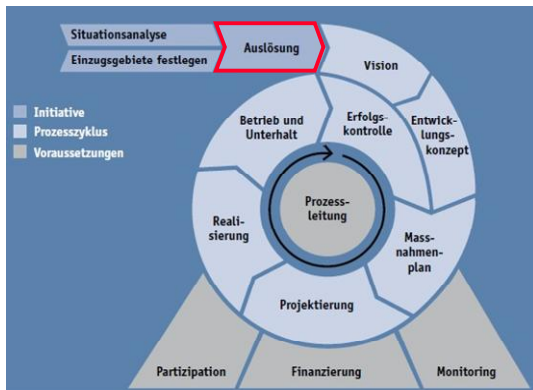 Situationsanalyse
Einzugsgebiete festlegen
Auslösung
Vision
Initiative
Prozesszyklus
Voraussetzungen
Betrieb und
Unterhalt
Erfolgs-
kontrolle
Entwick-
lungs-
konzept
Prozess-
leitung
Reali-
sierung
Mass-
nahmen-
plan
Projektierung
Partizipation
Finanzierung
Monitoring